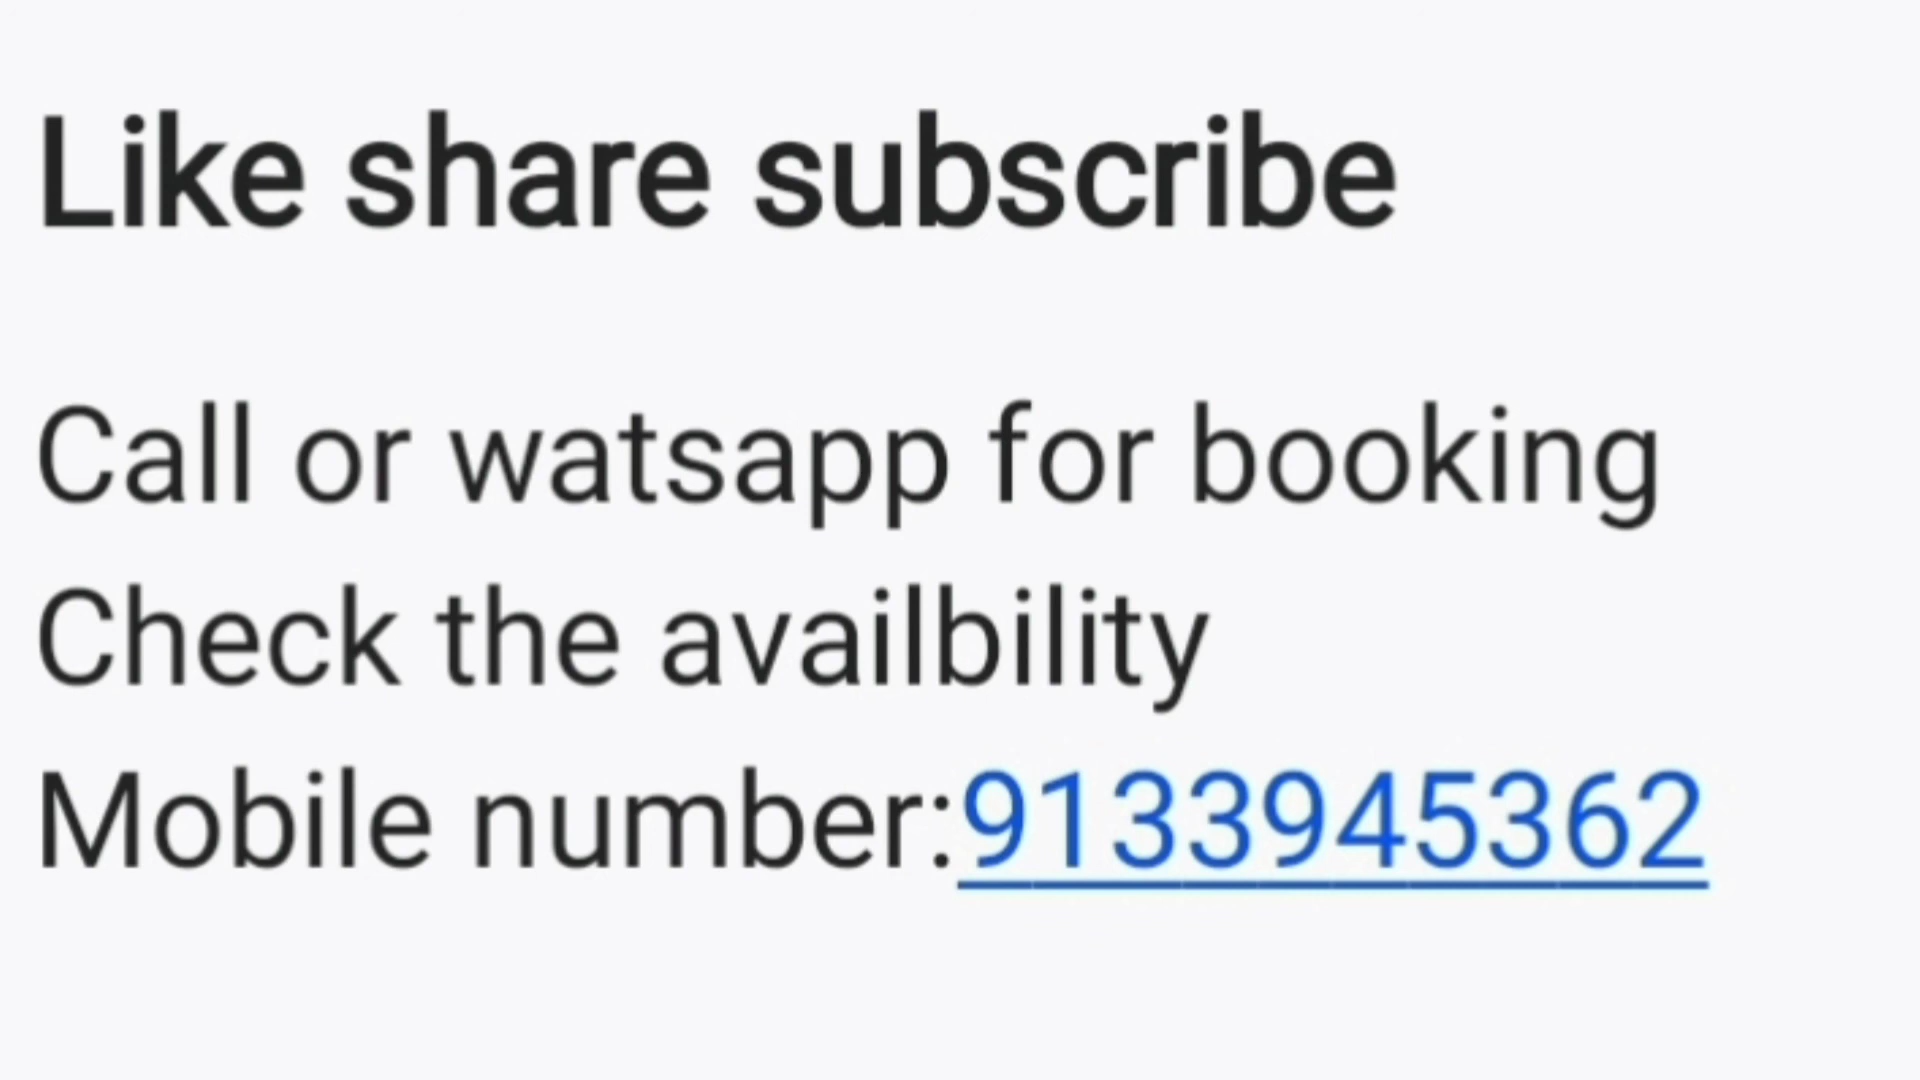 Like share subscribe
Call or watsapp for booking
Check the availbility
Mobile number:9133945362